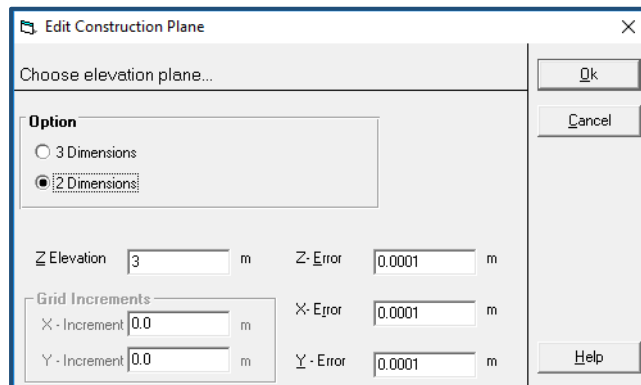 Edit Construction Plane
Choose elevation plane...
Ok
Cancel
Option
3 Dimensions
2 Dimensions
Z Elevation 3 m
Z- Error 0.0001 m
Grid Increments
X - Increment 0.0 m
X- Error 0.0001 m
Y - Increment 0.0 m
Y - Error 0.0001 m
Help